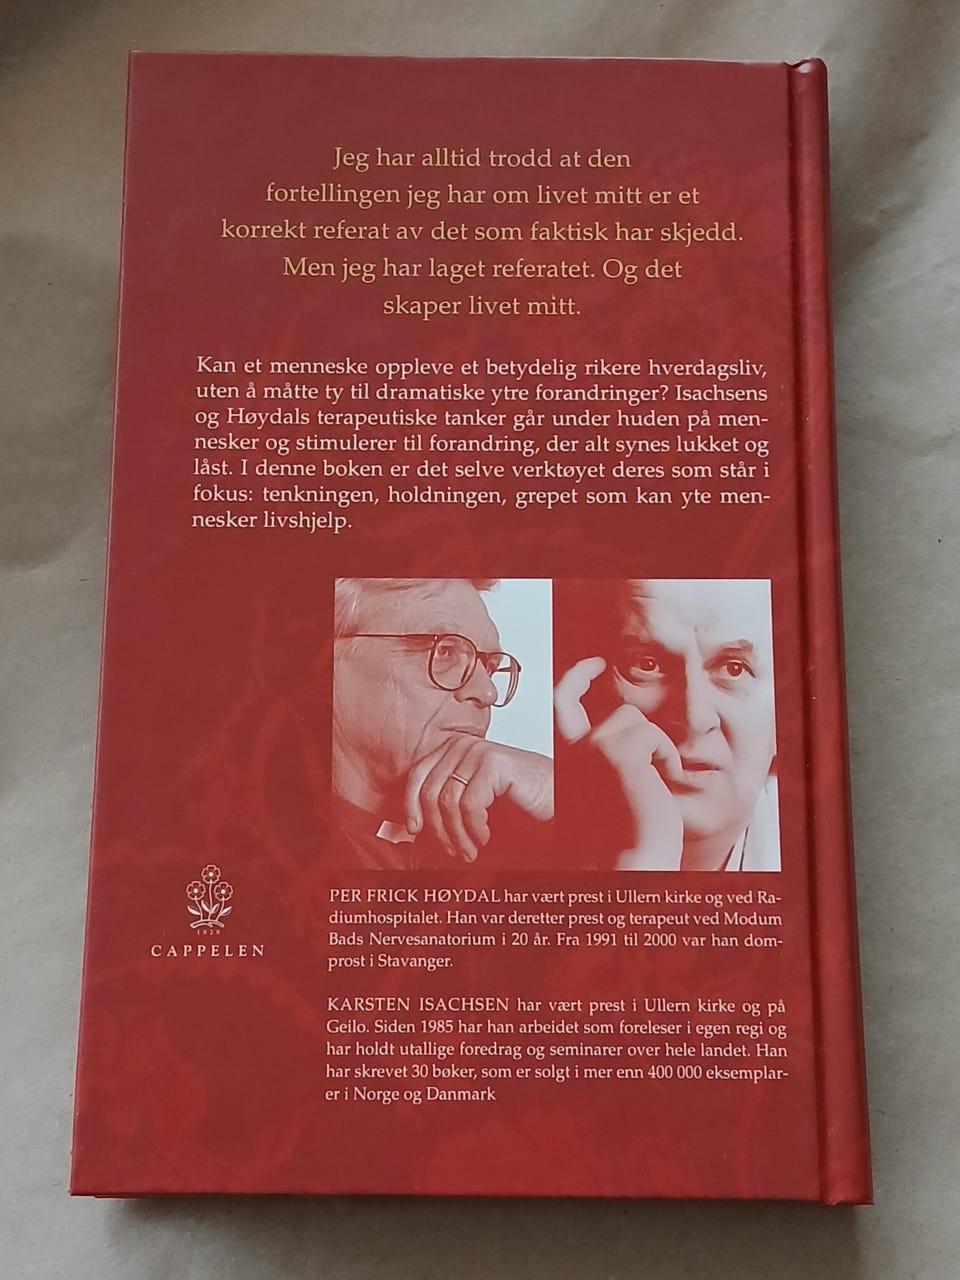 Jeg har alltid trodd at den
fortellingen jeg har om livet mitt er et
korrekt referat av det som faktisk har skjedd.
Men jeg har laget referatet. Og det
skaper livet mitt.
Kan et menneske oppleve et betydelig rikere hverdagsliv,
uten å måtte ty til dramatiske ytre forandringer? Isachsens
og Høydals terapeutiske tanker går under huden på men-
nesker og stimulerer til forandring, der alt synes lukket og
låst. I denne boken er det selve verktøyet deres som står i
fokus: tenkningen, holdningen, grepet som kan yte men-
nesker livshjelp.
PER FRICK HØYDAL har vært prest i Ullern kirke og ved Ra-
diumhospitalet. Han var deretter prest og terapeut ved Modum
Bads Nervesanatorium i 20 år. Fra 1991 til 2000 var han dom-
prost i Stavanger.
1829
CAPPELEN
KARSTEN ISACHSEN har vært prest i Ullern kirke og på
Geilo. Siden 1985 har han arbeidet som foreleser i egen regi og
har holdt utallige foredrag og seminarer over hele landet. Han
har skrevet 30 bøker, som er solgt i mer enn 400 000 eksemplar-
er i Norge og Danmark